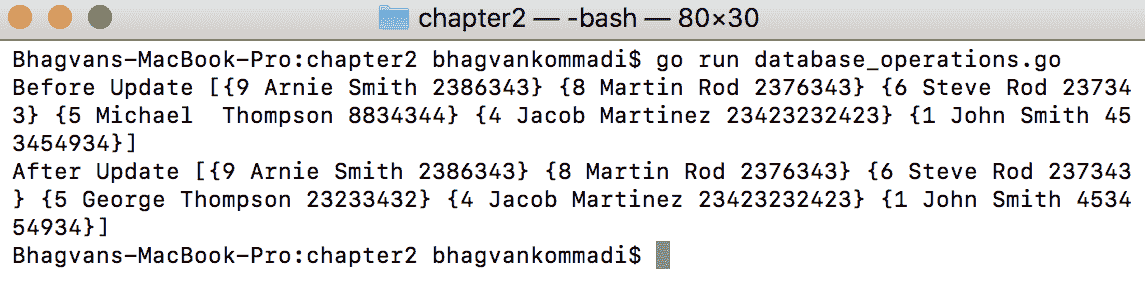 chapter2 — -bash — 80×30
Bhagvans-MacBook-Pro:chapter2 bhagvankommadi$ go run database_operations.go
Before Update [{9 Arnie Smith 2386343} {8 Martin Rod 2376343} {6 Steve Rod 23734
3} {5 Michael  Thompson 8834344} {4 Jacob Martinez 23423232423} {1 John Smith 45
3454934}]
After Update [{9 Arnie Smith 2386343} {8 Martin Rod 2376343} {6 Steve Rod 237343
} {5 George Thompson 23233432} {4 Jacob Martinez 23423232423} {1 John Smith 4534
54934}]
Bhagvans-MacBook-Pro:chapter2 bhagvankommadi$